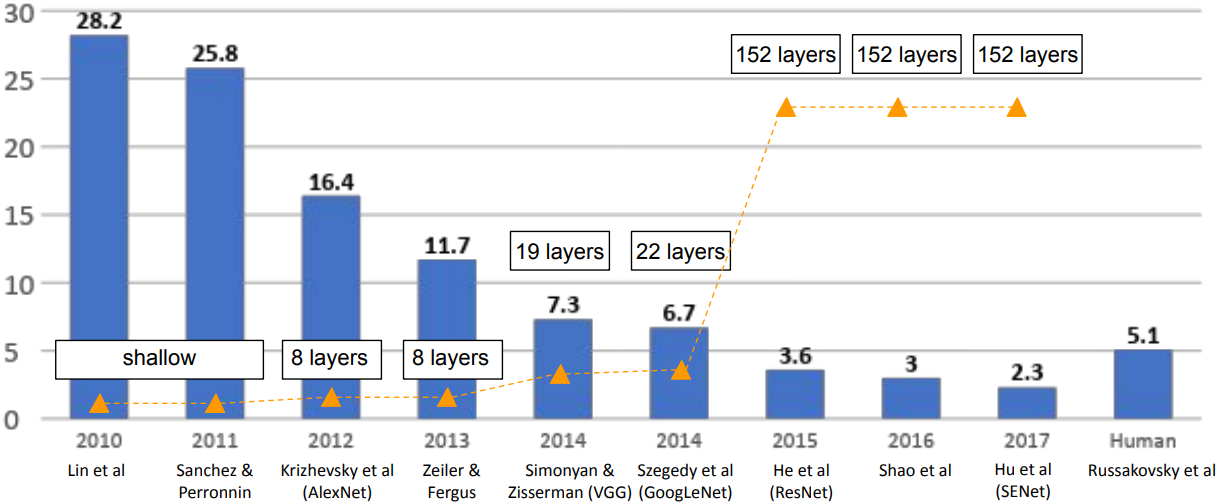 30
25
20
15
10
5
0
28.2
25.8
16.4
11.7
7.3
6.7
3.6
3
2.3
5.1
shallow
8 layers
8 layers
19 layers
22 layers
152 layers
152 layers
152 layers
2010
Lin et al
2011
Sanchez &
Perronnin
2012
Krizhevsky et al
(AlexNet)
2013
Zeiler &
Fergus
2014
Simonyan &
Zisserman (VGG)
2014
Szegedy et al
(GoogLeNet)
2015
He et al
(ResNet)
2016
Shao et al
2017
Hu et al
(SENet)
Human
Russakovsky et al